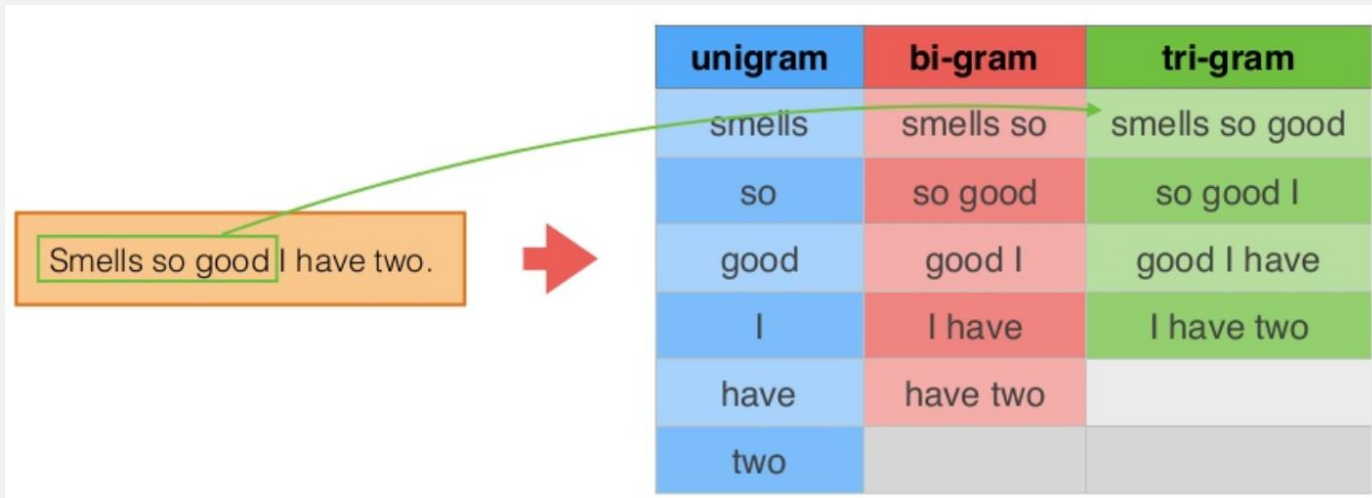 unigram bi-gram tri-gram
smells smells so smells so good
so so good so good I
Smells so good I have two.
good good I good I have
I I have I have two
have have two
two